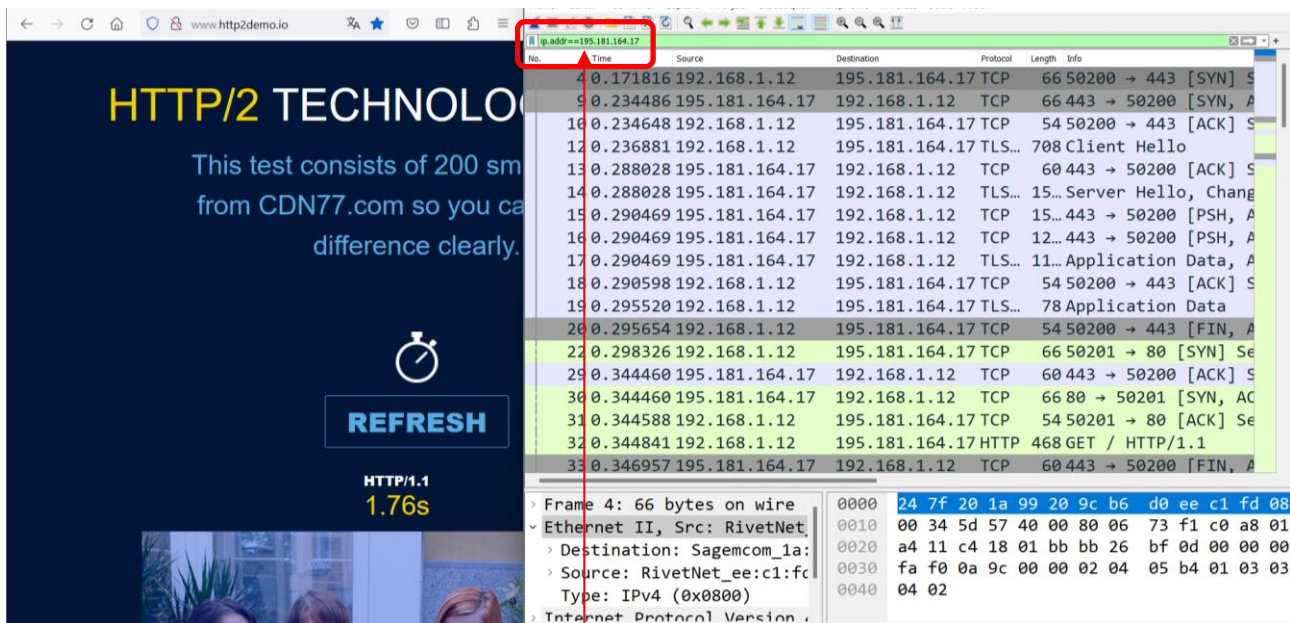 www.http2demo.io
HTTP/2 TECHNOLO
This test consists of 200 sm
from CDN77.com so you ca
difference clearly.
REFRESH
HTTP/1.1
1.76s
ip.addr==195.181.164.17
No. Time Source Destination Protocol Length Info
4 0.171816 192.168.1.12 195.181.164.17 TCP 66 50200 → 443 [SYN] S
9 0.234486 195.181.164.17 192.168.1.12 TCP 66 443 → 50200 [SYN, A
10 0.234648 192.168.1.12 195.181.164.17 TCP 54 50200 → 443 [ACK] S
12 0.236881 192.168.1.12 195.181.164.17 TLS… 708 Client Hello
13 0.288028 195.181.164.17 192.168.1.12 TCP 60 443 → 50200 [ACK] S
14 0.288028 195.181.164.17 192.168.1.12 TLS… 15… Server Hello, Chang
15 0.290469 195.181.164.17 192.168.1.12 TCP 15… 443 → 50200 [PSH, A
16 0.290469 195.181.164.17 192.168.1.12 TCP 12… 443 → 50200 [PSH, A
17 0.290469 195.181.164.17 192.168.1.12 TLS… 11… Application Data, A
18 0.290598 192.168.1.12 195.181.164.17 TCP 54 50200 → 443 [ACK] S
19 0.295520 192.168.1.12 195.181.164.17 TLS… 78 Application Data
20 0.295654 192.168.1.12 195.181.164.17 TCP 54 50200 → 443 [FIN, A
22 0.298326 192.168.1.12 195.181.164.17 TCP 66 50201 → 80 [SYN] Se
29 0.344460 195.181.164.17 192.168.1.12 TCP 60 443 → 50200 [ACK] S
30 0.344460 195.181.164.17 192.168.1.12 TCP 66 80 → 50201 [SYN, AC
31 0.344588 192.168.1.12 195.181.164.17 TCP 54 50201 → 80 [ACK] Se
32 0.344841 192.168.1.12 195.181.164.17 HTTP 468 GET / HTTP/1.1
33 0.346957 195.181.164.17 192.168.1.12 TCP 60 443 → 50200 [FIN, A
Frame 4: 66 bytes on wire
Ethernet II, Src: RivetNet_
Destination: Sagemcom_1a:
Source: RivetNet_ee:c1:fd
Type: IPv4 (0x0800)
Internet Protocol Version
0000 24 7f 20 1a 99 20 9c b6 d0 ee c1 fd 08
0010 00 34 5d 57 40 00 80 06 73 f1 c0 a8 01
0020 a4 11 c4 18 01 bb bb 26 bf 0d 00 00 00
0030 fa f0 0a 9c 00 00 02 04 05 b4 01 03 03
0040 04 02